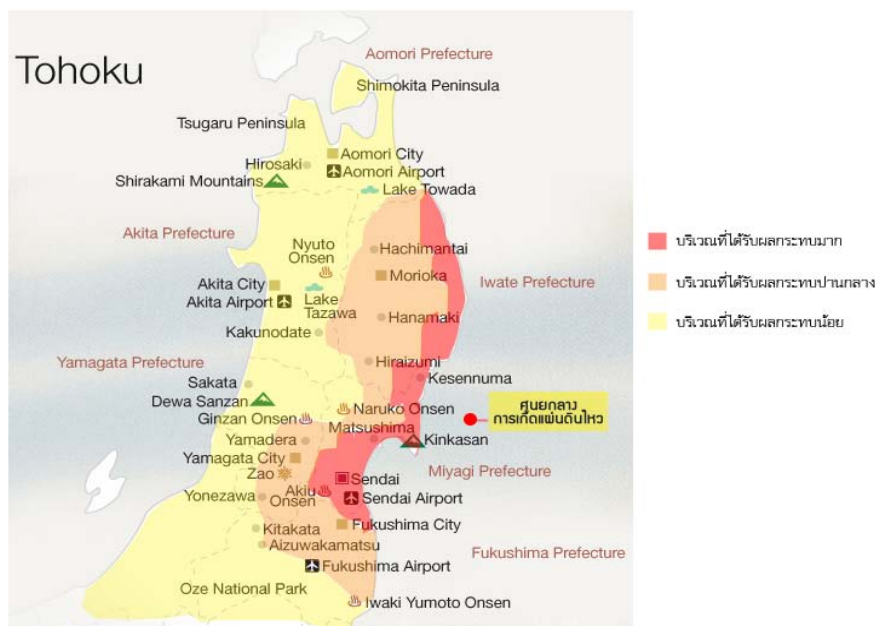 Tohoku
Aomori Prefecture
Shimokita Peninsula
Tsugaru Peninsula
Aomori City
Hirosaki
Aomori Airport
Shirakami Mountains
Lake Towada
Akita Prefecture
Nyuto
Onsen
Hachimantai
Morioka
Iwate Prefecture
Akita City
Akita Airport
Lake
Tazawa
Hanamaki
Kakunodate
Yamagata Prefecture
Hiraizumi
Kesennuma
Sakata
Dewa Sanzan
Ginzan Onsen
Naruko Onsen
Matsushima
Yamadera
Kinkasan
Yamagata City
Miyagi Prefecture
Zao
Sendai
Akiu
Onsen
Yonezawa
Sendai Airport
Kitakata
Fukushima City
Aizuwakamatsu
Fukushima Prefecture
Fukushima Airport
Oze National Park
Iwaki Yumoto Onsen
บริเวณที่ได้รับผลกระทบมาก
บริเวณที่ได้รับผลกระทบปานกลาง
บริเวณที่ได้รับผลกระทบน้อย
ศูนยกลาง
การเกิดแผ่นดินไหว